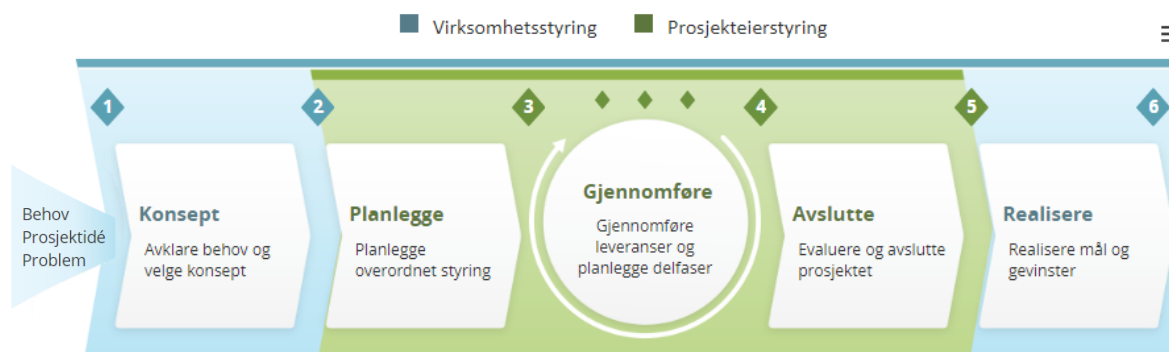 Virksomhetsstyring
Prosjekteierstyring
1
2
3
4
5
6
Behov
Prosjektidé
Problem
Konsept
Avklare behov og
velge konsept
Planlegge
Planlegge
overordnet styring
Gjennomføre
Gjennomføre
leveranser og
planlegge delfaser
Avslutte
Evaluere og avslutte
prosjektet
Realisere
Realisere mål og
gevinster